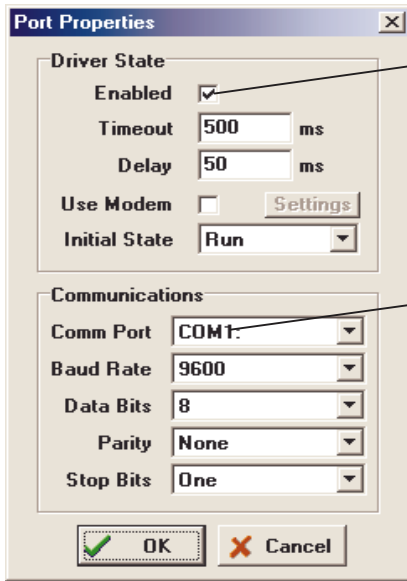 Port Properties
Driver State
Enabled
Timeout 500 ms
Delay 50 ms
Use Modem Settings
Initial State Run
Communications
Comm Port COM1:
Baud Rate 9600
Data Bits 8
Parity None
Stop Bits One
OK Cancel